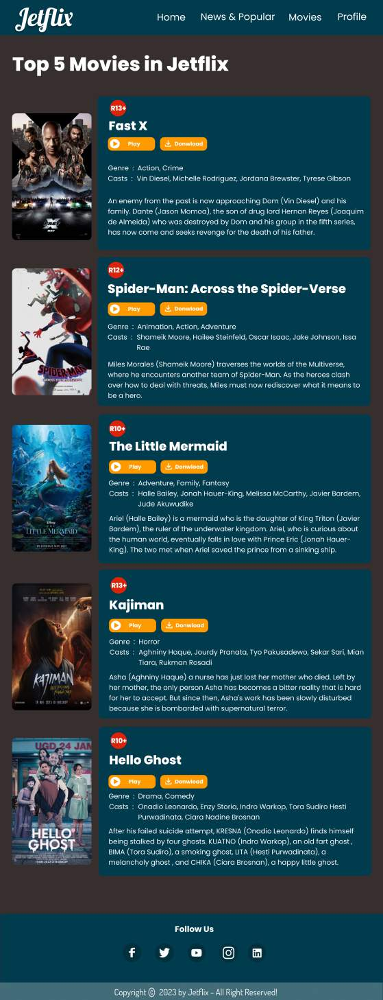 Jetflix
Home News & Popular Movies Profile
Top 5 Movies in Jetflix
R13+
Fast X
Play Donwload
Genre : Action, Crime
Casts : Vin Diesel, Michelle Rodriguez, Jordana Brewster, Tyrese Gibson
An enemy from the past is now approaching Dom (Vin Diesel) and his
family. Dante (Jason Momoa), the son of drug lord Hernan Reyes (Joaquim
de Almeida) who was destroyed by Dom and his group in the fifth series,
has now come and seeks revenge for the death of his father.
FAST X
MAY
R12+
Spider-Man: Across the Spider-Verse
Play Donwload
Genre : Animation, Action, Adventure
Casts : Shameik Moore, Hailee Steinfeld, Oscar Isaac, Jake Johnson, Issa
Rae
Miles Morales (Shameik Moore) traverses the worlds of the Multiverse,
where he encounters another team of Spider-Man. As the heroes clash
over how to deal with threats, Miles must now rediscover what it means to
be a hero.
SPIDER-MAN
ACROSS THE SPIDER-VERSE
R10+
The Little Mermaid
Play Donwload
Genre : Adventure, Family, Fantasy
Casts : Halle Bailey, Jonah Hauer-King, Melissa McCarthy, Javier Bardem,
Jude Akuwudike
Ariel (Halle Bailey) is a mermaid who is the daughter of King Triton (Javier
Bardem), the ruler of the underwater kingdom. Ariel, who is curious about
the human world, eventually falls in love with Prince Eric (Jonah Hauer-
King). The two met when Ariel saved the prince from a sinking ship.
Disney
THE
LITTLE MERMAID
R13+
Kajiman
Play Donwload
Genre : Horror
Casts : Aghniny Haque, Jourdy Pranata, Tyo Pakusadewo, Sekar Sari, Mian
Tiara, Rukman Rosadi
Asha (Aghniny Haque) a nurse has just lost her mother who died. Left by
her mother, the only person Asha has becomes a bitter reality that is hard
for her to accept. But since then, Asha's work has been slowly disturbed
because she is bombarded with supernatural terror.
KAJIMAN
R10+
Hello Ghost
Play Donwload
Genre : Drama, Comedy
Casts : Onadio Leonardo, Enzy Storia, Indro Warkop, Tora Sudiro Hesti
Purwadinata, Ciara Nadine Brosnan
After his failed suicide attempt, KRESNA (Onadio Leonardo) finds himself
being stalked by four ghosts. KUATNO (Indro Warkop), an old fart ghost ,
BIMA (Tora Sudiro), a smoking ghost, LITA (Hesti Purwadinata), a
melancholy ghost , and CHIKA (Ciara Brosnan), a happy little ghost.
UGD 24 JAM
HELLO
GHOST
11 MEI 2023 DI BIOSKOP
Follow Us
Copyright © 2023 by Jetflix - All Right Reserved!